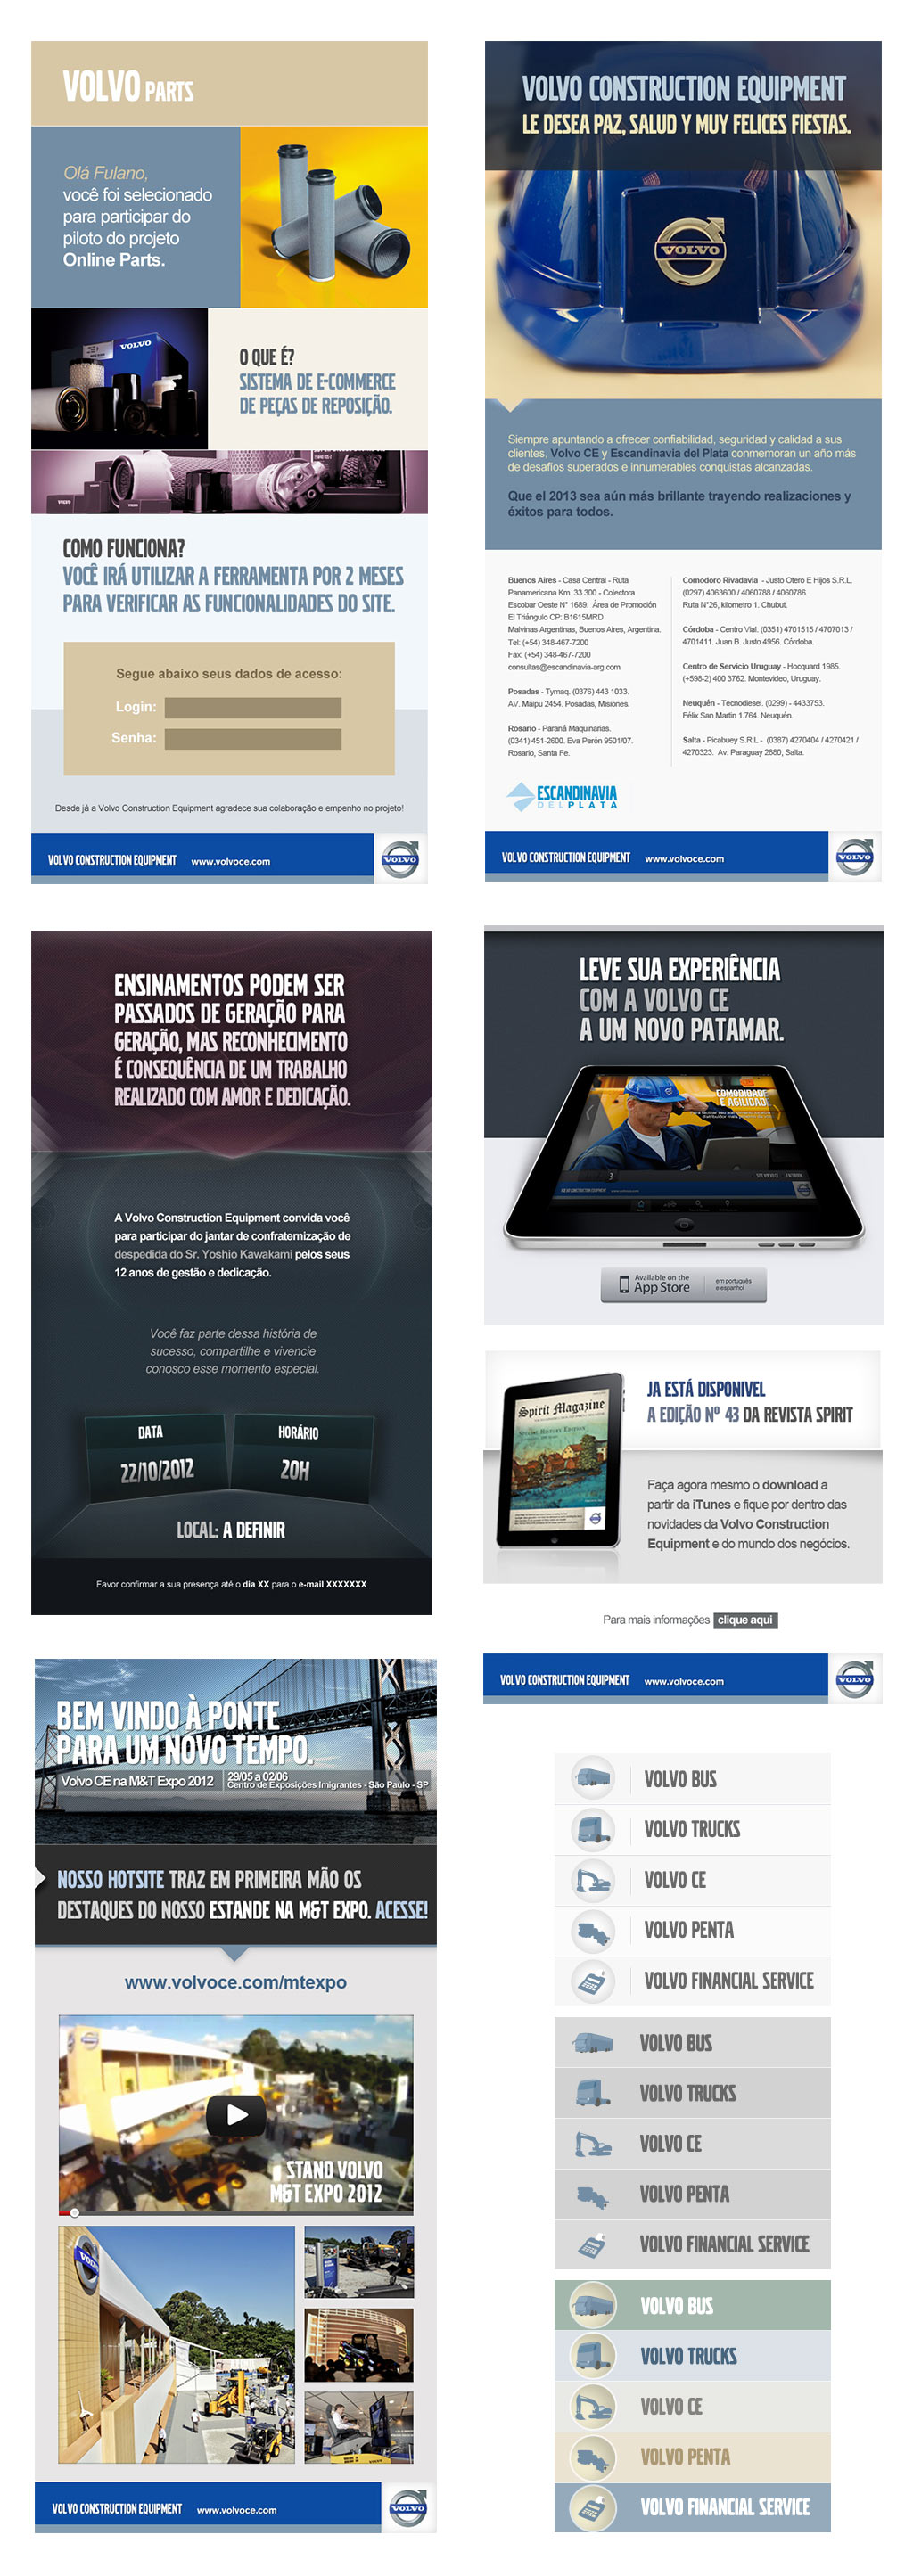 VOLVO PARTS
Olá Fulano,
você foi selecionado
para participar do
piloto do projeto
Online Parts.
VOLVO
O QUE É?
SISTEMA DE E-COMMERCE
DE PEÇAS DE REPOSIÇÃO.
COMO FUNCIONA?
VOCÊ IRÁ UTILIZAR A FERRAMENTA POR 2 MESES
PARA VERIFICAR AS FUNCIONALIDADES DO SITE.
Segue abaixo seus dados de acesso:
Login:
Senha:
Desde já a Volvo Construction Equipment agradece sua colaboração e empenho no projeto!
VOLVO CONSTRUCTION EQUIPMENT www.volvoce.com
VOLVO
VOLVO CONSTRUCTION EQUIPMENT
LE DESEA PAZ, SALUD Y MUY FELICES FIESTAS.
VOLVO
Siempre apuntando a ofrecer confiabilidad, seguridad y calidad a sus
clientes, Volvo CE y Escandinavia del Plata conmemoran un año más
de desafíos superados e innumerables conquistas alcanzadas.
Que el 2013 sea aún más brillante trayendo realizaciones y
éxitos para todos.
Buenos Aires - Casa Central - Ruta
Panamericana Km. 33.300 - Colectora
Escobar Oeste N° 1689. Área de Promoción
El Triángulo CP: B1615MRD
Malvinas Argentinas, Buenos Aires, Argentina.
Tel: (+54) 348-467-7200
Fax: (+54) 348-467-7200
consultas@escandinavia-arg.com
Posadas - Tymaq. (0376) 443 1033.
AV. Maipu 2454. Posadas, Misiones.
Rosario - Paraná Maquinarias.
(0341) 451-2600. Eva Perón 9501/07.
Rosario, Santa Fe.
Comodoro Rivadavia - Justo Otero E Hijos S.R.L.
(0297) 4063600 / 4060788 / 4060786.
Ruta N°26, kilometro 1. Chubut.
Córdoba - Centro Vial. (0351) 4701515 / 4707013 /
4701411. Juan B. Justo 4956. Córdoba.
Centro de Servicio Uruguay - Hocquard 1985.
(+598-2) 400 3762. Montevideo, Uruguay.
Neuquén - Tecnodiesel. (0299) - 4433753.
Félix San Martin 1.764. Neuquén.
Salta - Picabuey S.R.L - (0387) 4270404 / 4270421 /
4270323. Av. Paraguay 2880, Salta.
ESCANDINAVIA
DEL PLATA
VOLVO CONSTRUCTION EQUIPMENT www.volvoce.com
VOLVO
ENSINAMENTOS PODEM SER
PASSADOS DE GERAÇÃO PARA
GERAÇÃO, MAS RECONHECIMENTO
É CONSEQUÊNCIA DE UM TRABALHO
REALIZADO COM AMOR E DEDICAÇÃO.
A Volvo Construction Equipment convida você
para participar do jantar de confraternização de
despedida do Sr. Yoshio Kawakami pelos seus
12 anos de gestão e dedicação.
Você faz parte dessa história de
sucesso, compartilhe e vivencie
conosco esse momento especial.
DATA
22/10/2012
HORÁRIO
20H
LOCAL: A DEFINIR
Favor confirmar a sua presença até o dia XX para o e-mail XXXXXXX
LEVE SUA EXPERIÊNCIA
COM A VOLVO CE
A UM NOVO PATAMAR.
COMODIDADE
E AGILIDADE
Available on the
App Store
em português
e espanhol
Spirit Magazine
JA ESTÁ DISPONIVEL
A EDIÇÃO Nº 43 DA REVISTA SPIRIT
Faça agora mesmo o download a
partir da iTunes e fique por dentro das
novidades da Volvo Construction
Equipment e do mundo dos negócios.
Para mais informações clique aqui
VOLVO CONSTRUCTION EQUIPMENT www.volvoce.com
VOLVO
BEM VINDO À PONTE
PARA UM NOVO TEMPO.
Volvo CE na M&T Expo 2012
29/05 a 02/06
Centro de Exposições Imigrantes - São Paulo - SP
NOSSO HOTSITE TRAZ EM PRIMEIRA MÃO OS
DESTAQUES DO NOSSO ESTANDE NA M&T EXPO. ACESSE!
www.volvoce.com/mtexpo
STAND VOLVO
M&T EXPO 2012
VOLVO
VOLVO CONSTRUCTION EQUIPMENT www.volvoce.com
VOLVO
VOLVO BUS
VOLVO TRUCKS
VOLVO CE
VOLVO PENTA
VOLVO FINANCIAL SERVICE
VOLVO BUS
VOLVO TRUCKS
VOLVO CE
VOLVO PENTA
VOLVO FINANCIAL SERVICE
VOLVO BUS
VOLVO TRUCKS
VOLVO CE
VOLVO PENTA
VOLVO FINANCIAL SERVICE